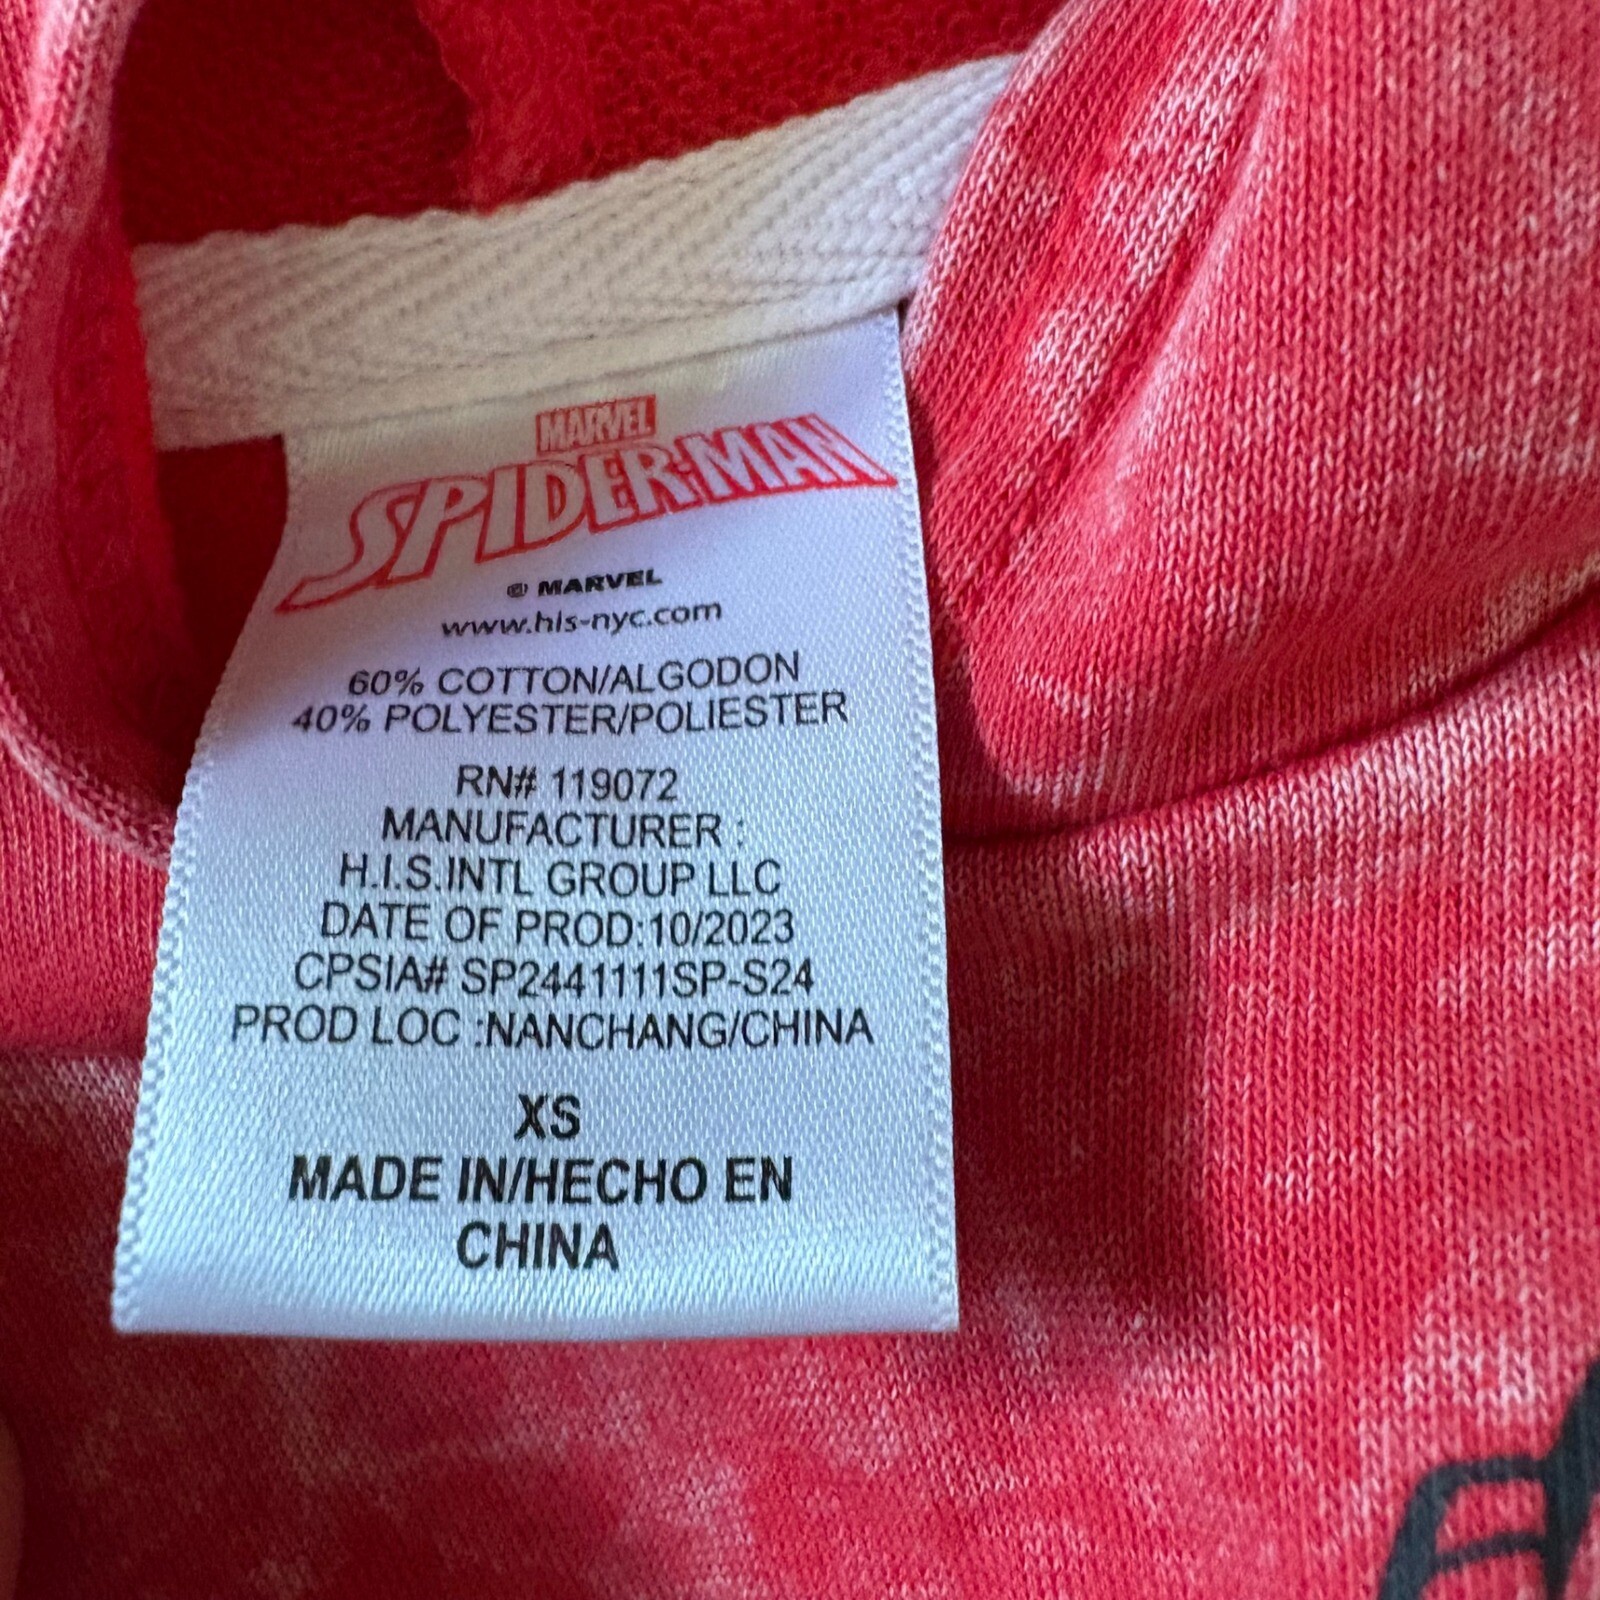 MARVEL
SPIDER-MAN
© MARVEL
www.his-nyc.com
60% COTTON/ALGODON
40% POLYESTER/POLIESTER
RN# 119072
MANUFACTURER :
H.I.S.INTL GROUP LLC
DATE OF PROD:10/2023
CPSIA# SP2441111SP-S24
PROD LOC :NANCHANG/CHINA
XS
MADE IN/HECHO EN
CHINA